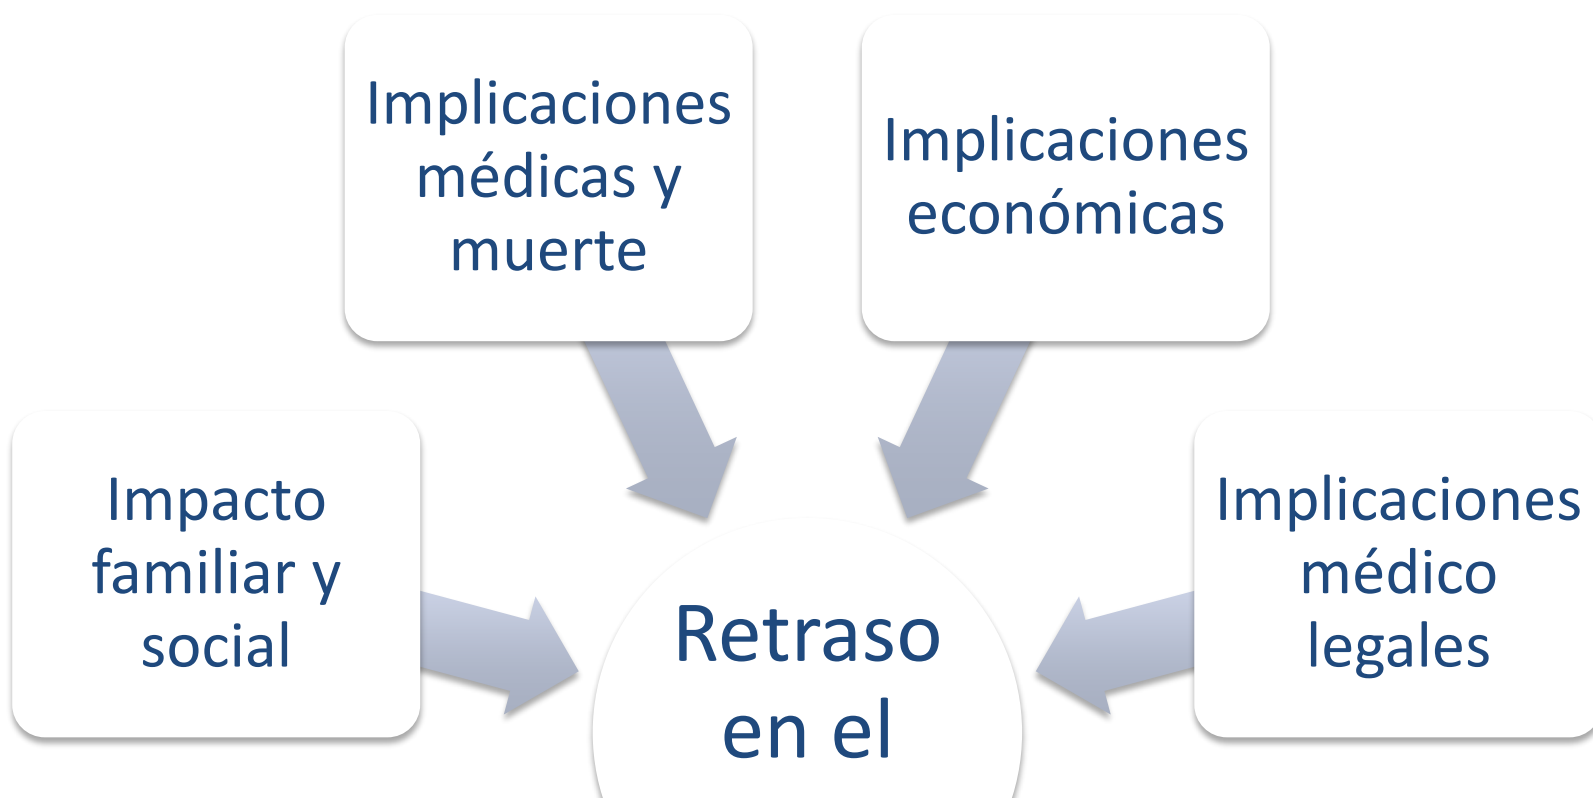 Implicaciones
médicas y
muerte
Implicaciones
económicas
Impacto
familiar y
social
Implicaciones
médico
legales
Retraso
en el